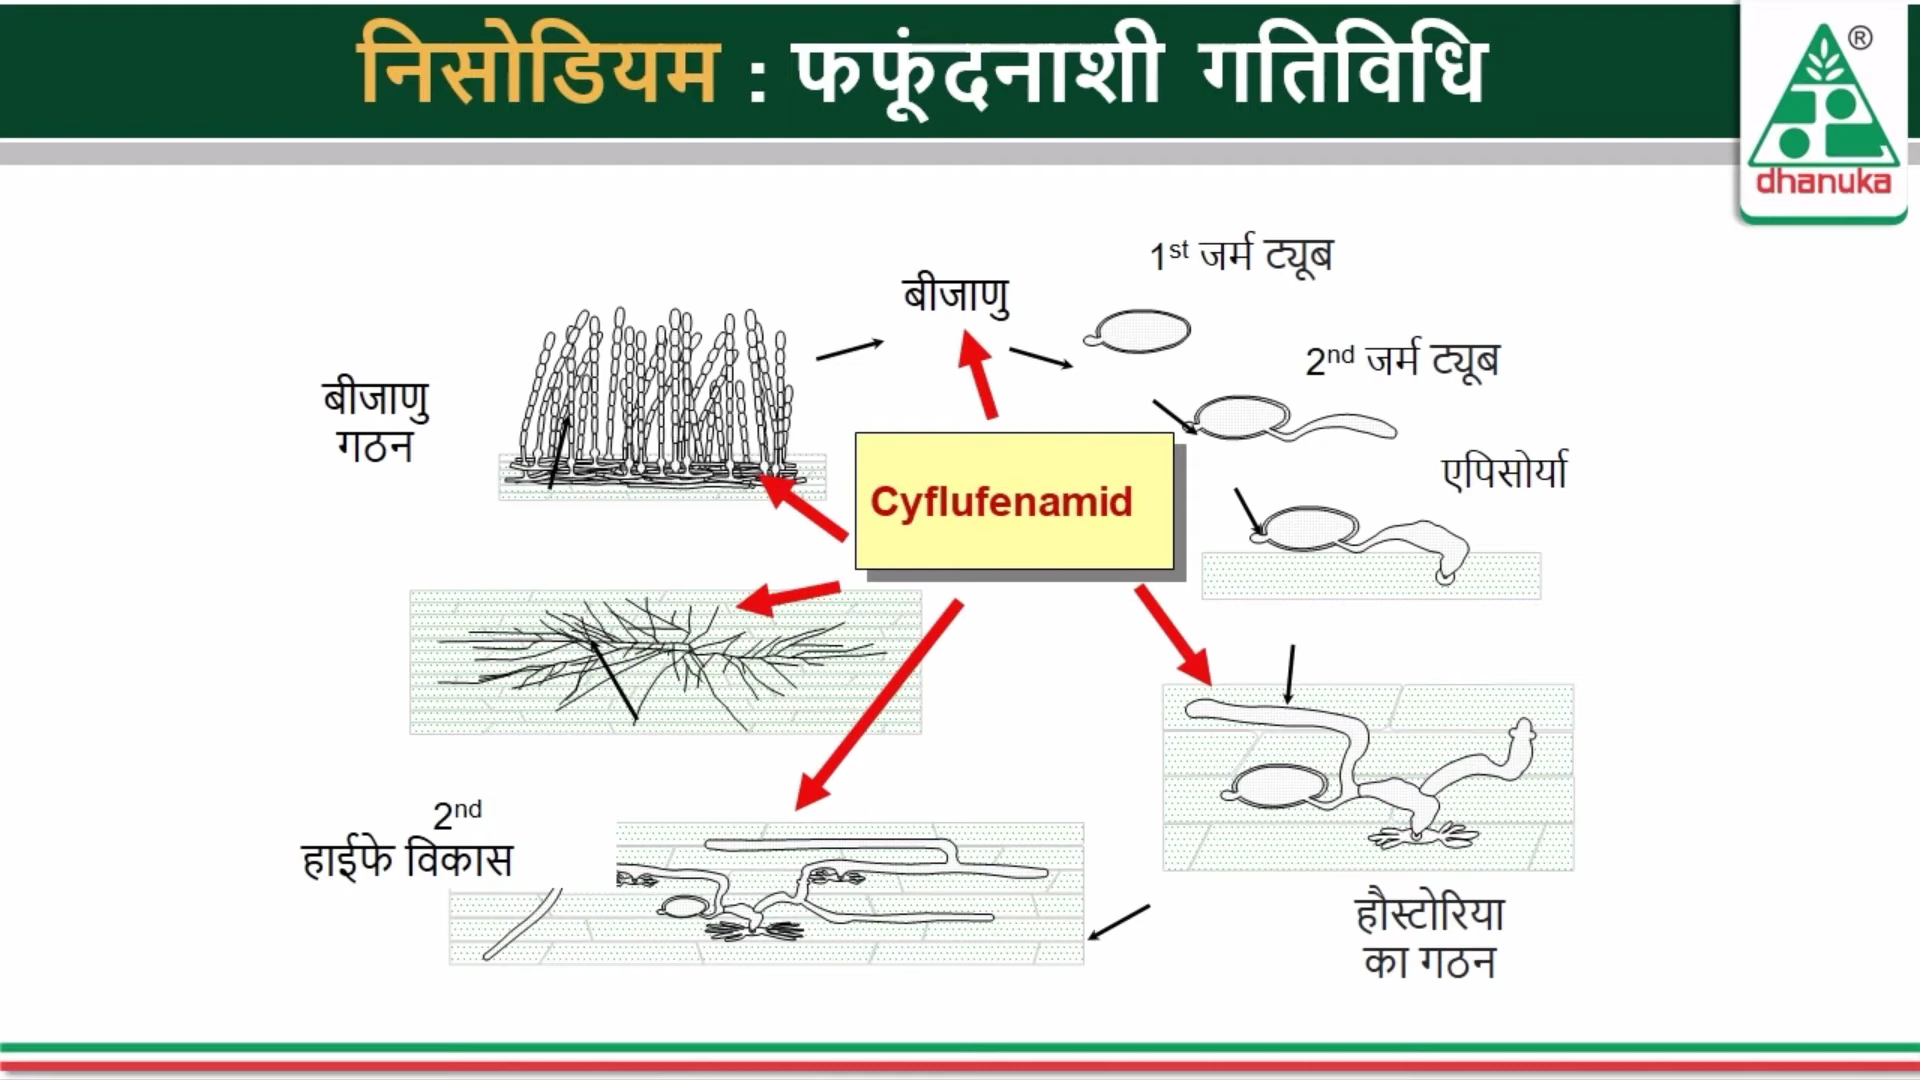 निसोडियम : फफूंदनाशी गतिविधि
®
dhanuka
1st जर्म ट्यूब
बीजाणु
2nd जर्म ट्यूब
बीजाणु
गठन
एपिसोर्या
Cyflufenamid
2nd
हाईफे विकास
हौस्टोरिया
का गठन